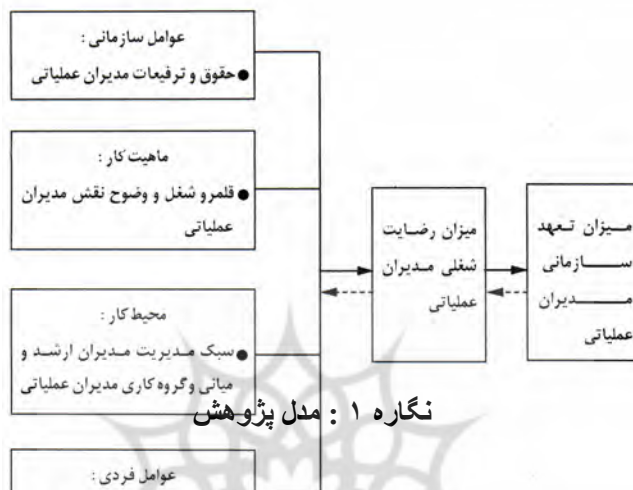 عوامل سازمانی :
● حقوق و ترفیعات مدیران عملیاتی
ماهیت کار :
● قلمرو شغل و وضوح نقش مدیران
عملیاتی
محیط کار :
● سبک مدیریت مدیران ارشد و
میانی و گروه کاری مدیران عملیاتی
عوامل فردی :
میزان رضایت
شغلی مدیران
عملیاتی
میزان تعهد
سازمانی
مدیران
عملیاتی
نگاره ۱ : مدل پژوهش